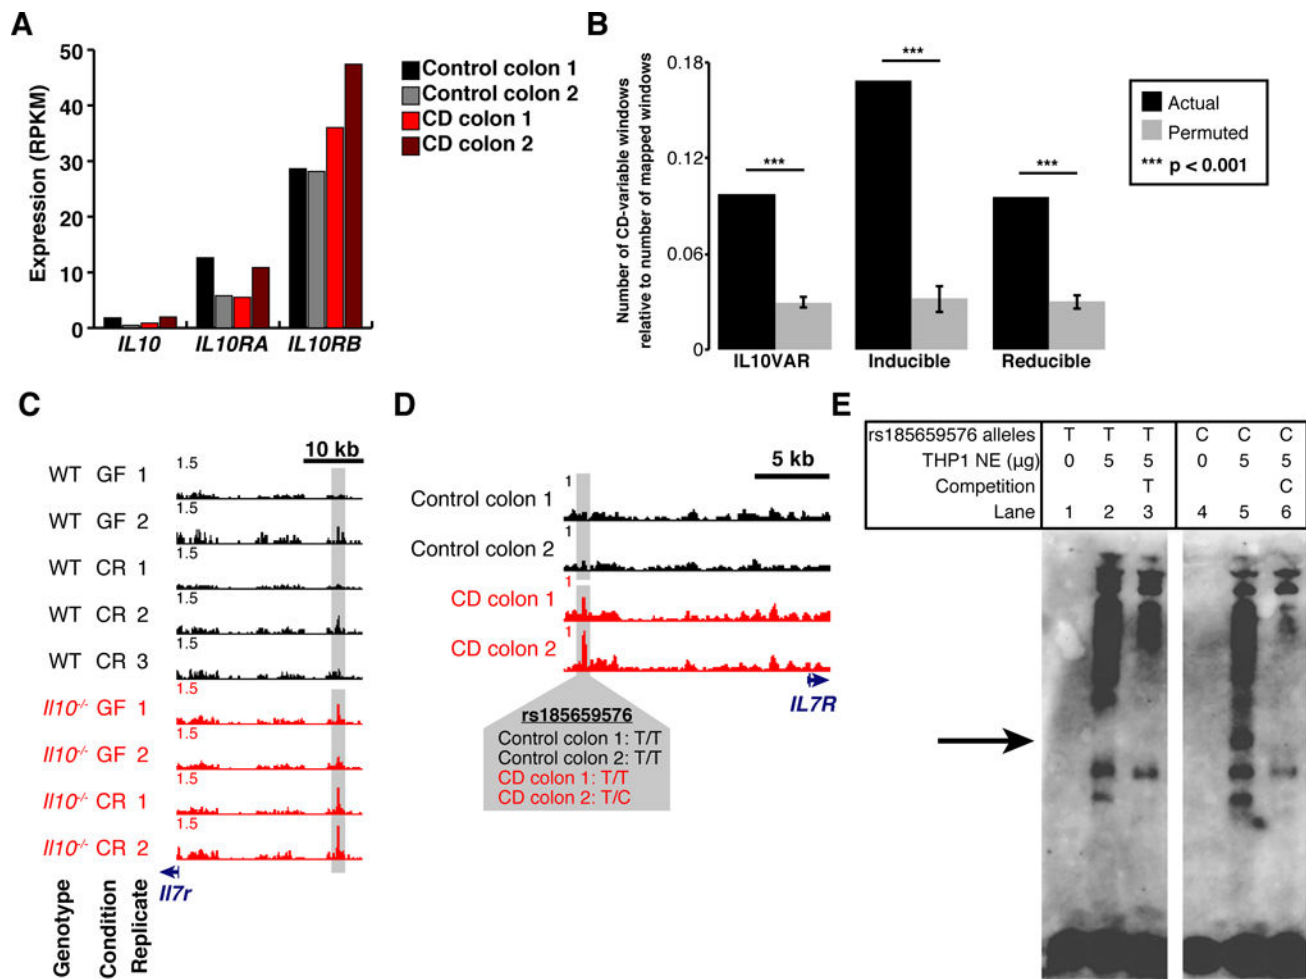 A
Expression (RPKM)
50
40
30
20
10
0
IL10 IL10RA IL10RB
Control colon 1
Control colon 2
CD colon 1
CD colon 2
B
Number of CD-variable windows
relative to number of mapped windows
0.18
0.12
0.06
0
***
***
***
IL10VAR Inducible Reducible
Actual
Permuted
*** p < 0.001
C
10 kb
WT GF 1 1.5
WT GF 2 1.5
WT CR 1 1.5
WT CR 2 1.5
WT CR 3 1.5
Il10-/- GF 1 1.5
Il10-/- GF 2 1.5
Il10-/- CR 1 1.5
Il10-/- CR 2 1.5
Il7r
Genotype
Condition
Replicate
D
5 kb
Control colon 1 1
Control colon 2 1
CD colon 1 1
CD colon 2 1
IL7R
rs185659576
Control colon 1: T/T
Control colon 2: T/T
CD colon 1: T/T
CD colon 2: T/C
E
rs185659576 alleles T T T C C C
THP1 NE (µg) 0 5 5 0 5 5
Competition T C
Lane 1 2 3 4 5 6